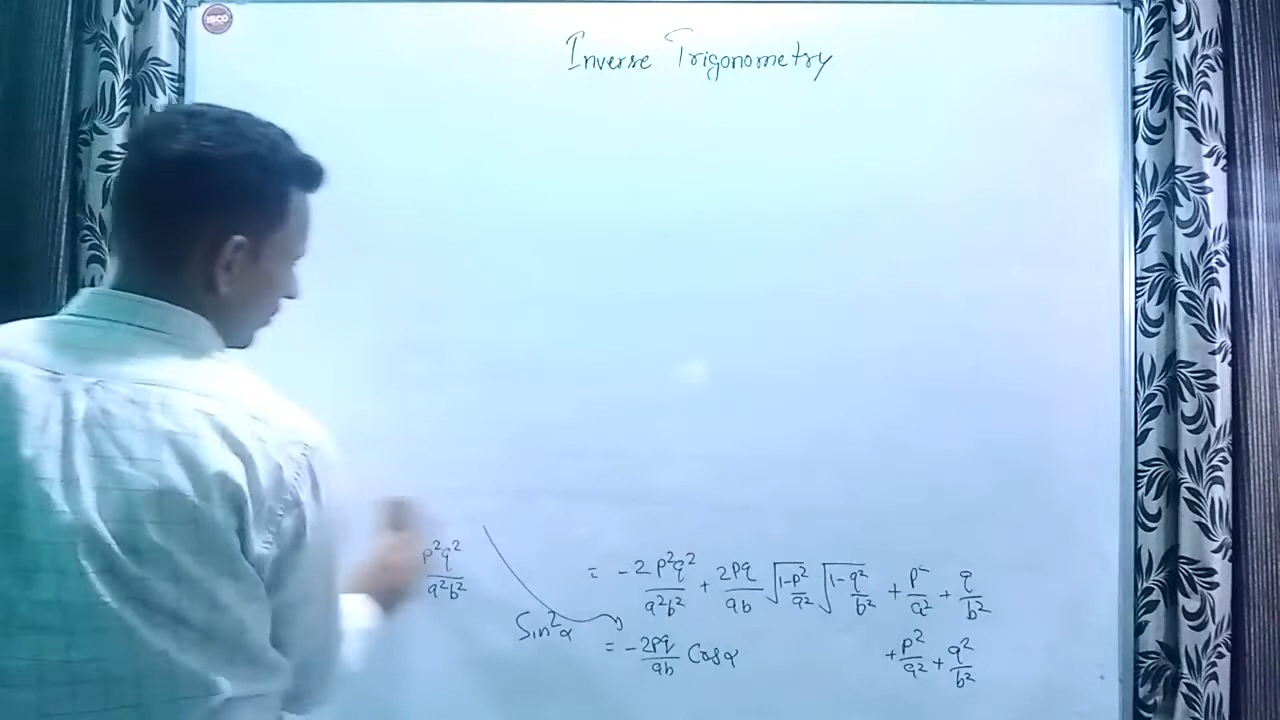 ISCO
Inverse Trigonometry
p²q²/a²b²
= -2p²q²/a²b² + 2pq/ab √1-p²/a² √1-q²/b² + p²/a² + q/b²
Sin²α
= -2pq/ab Cosα + p²/a² + q²/b²